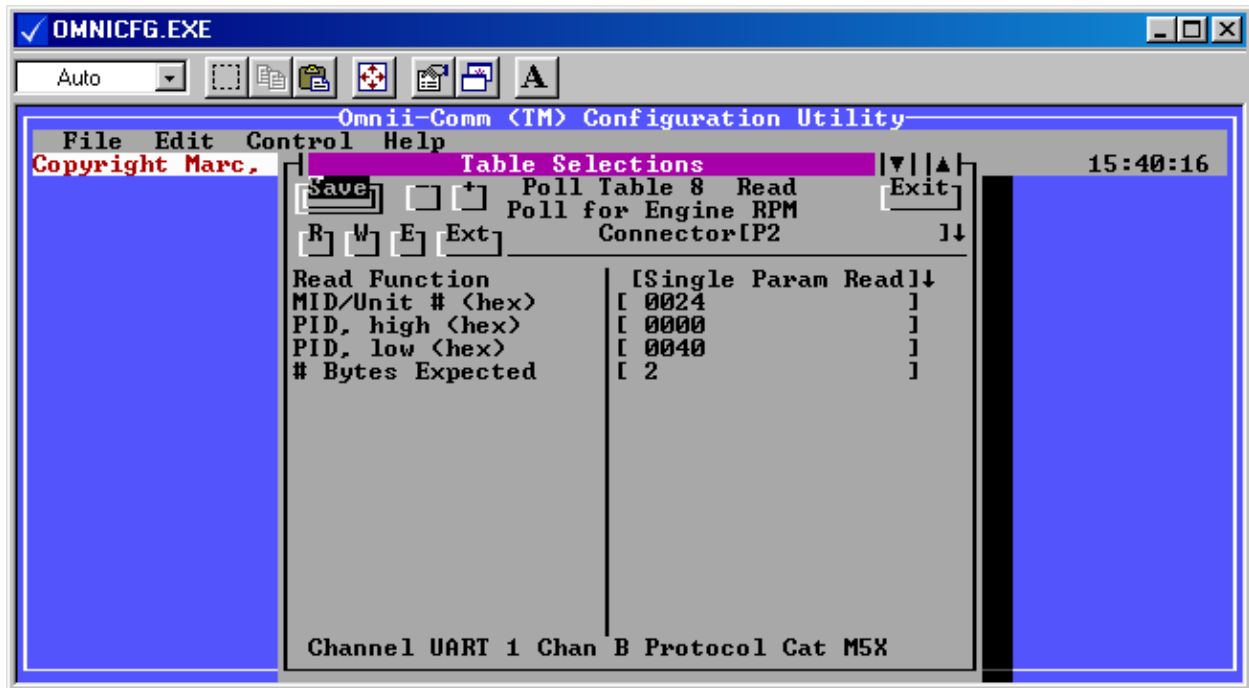 OMNICFG.EXE
Auto
A
Omnii-Comm (TM) Configuration Utility
File Edit Control Help
Copyright Marc, Table Selections 15:40:16
Save - + Poll Table 8 Read Exit
Poll for Engine RPM
R W E Ext Connector[P2 ]↓
Read Function [Single Param Read]↓
MID/Unit # (hex) [ 0024 ]
PID, high (hex) [ 0000 ]
PID, low (hex) [ 0040 ]
# Bytes Expected [ 2 ]
Channel UART 1 Chan B Protocol Cat M5X